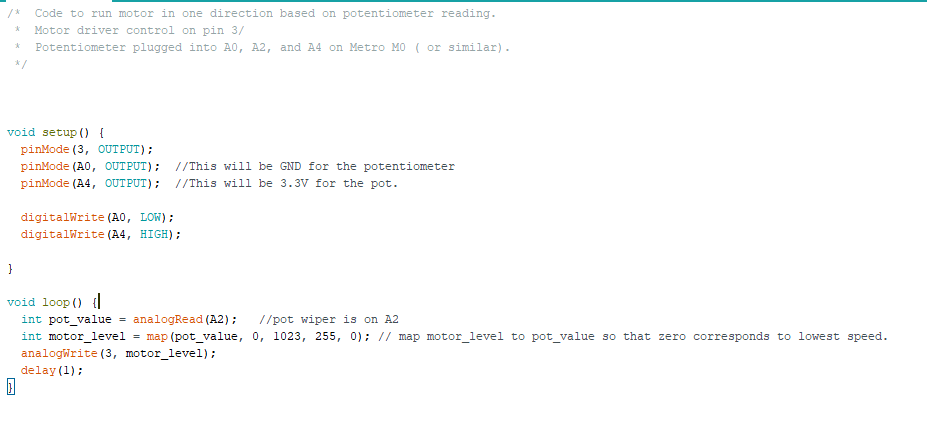 /*  Code to run motor in one direction based on potentiometer reading.
 *  Motor driver control on pin 3/
 *  Potentiometer plugged into A0, A2, and A4 on Metro M0 ( or similar).
 */
void setup() {
  pinMode(3, OUTPUT);
  pinMode(A0, OUTPUT);  //This will be GND for the potentiometer
  pinMode(A4, OUTPUT);  //This will be 3.3V for the pot.
  digitalWrite(A0, LOW);
  digitalWrite(A4, HIGH);
}
void loop() {
  int pot_value = analogRead(A2);   //pot wiper is on A2
  int motor_level = map(pot_value, 0, 1023, 255, 0); // map motor_level to pot_value so that zero corresponds to lowest speed.
  analogWrite(3, motor_level);
  delay(1);
}